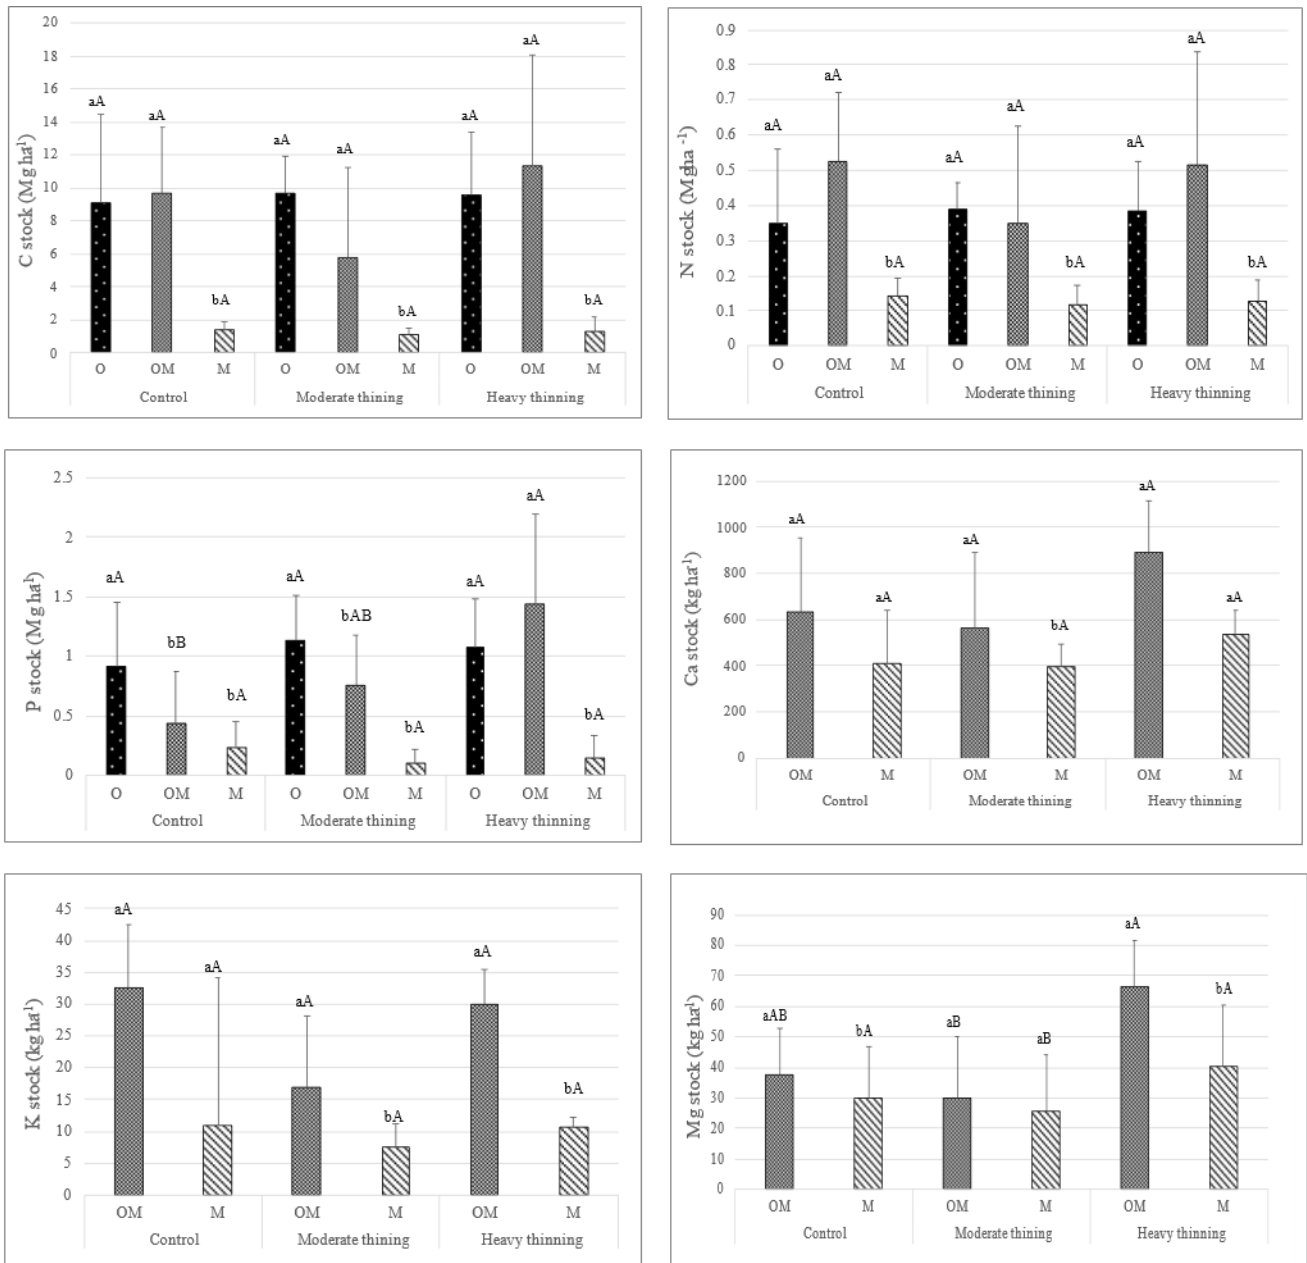 C stock (Mg ha⁻¹)
20
18
16
14
12
10
8
6
4
2
0
aA aA bA aA aA bA aA aA bA
O OM M O OM M O OM M
Control Moderate thining Heavy thinning
N stock (Mgha⁻¹)
0.9
0.8
0.7
0.6
0.5
0.4
0.3
0.2
0.1
0
aA aA bA aA aA bA aA aA bA
O OM M O OM M O OM M
Control Moderate thining Heavy thinning
P stock (Mg ha⁻¹)
2.5
2
1.5
1
0.5
0
aA bB bA aA bAB bA aA aA bA
O OM M O OM M O OM M
Control Moderate thining Heavy thinning
Ca stock (kg ha⁻¹)
1200
1000
800
600
400
200
0
aA aA aA bA aA aA
OM M OM M OM M
Control Moderate thining Heavy thinning
K stock (kg ha⁻¹)
45
40
35
30
25
20
15
10
5
0
aA aA aA bA aA bA
OM M OM M OM M
Control Moderate thining Heavy thinning
Mg stock (kg ha⁻¹)
90
80
70
60
50
40
30
20
10
0
aAB bA aB aB aA bA
OM M OM M OM M
Control Moderate thining Heavy thinning